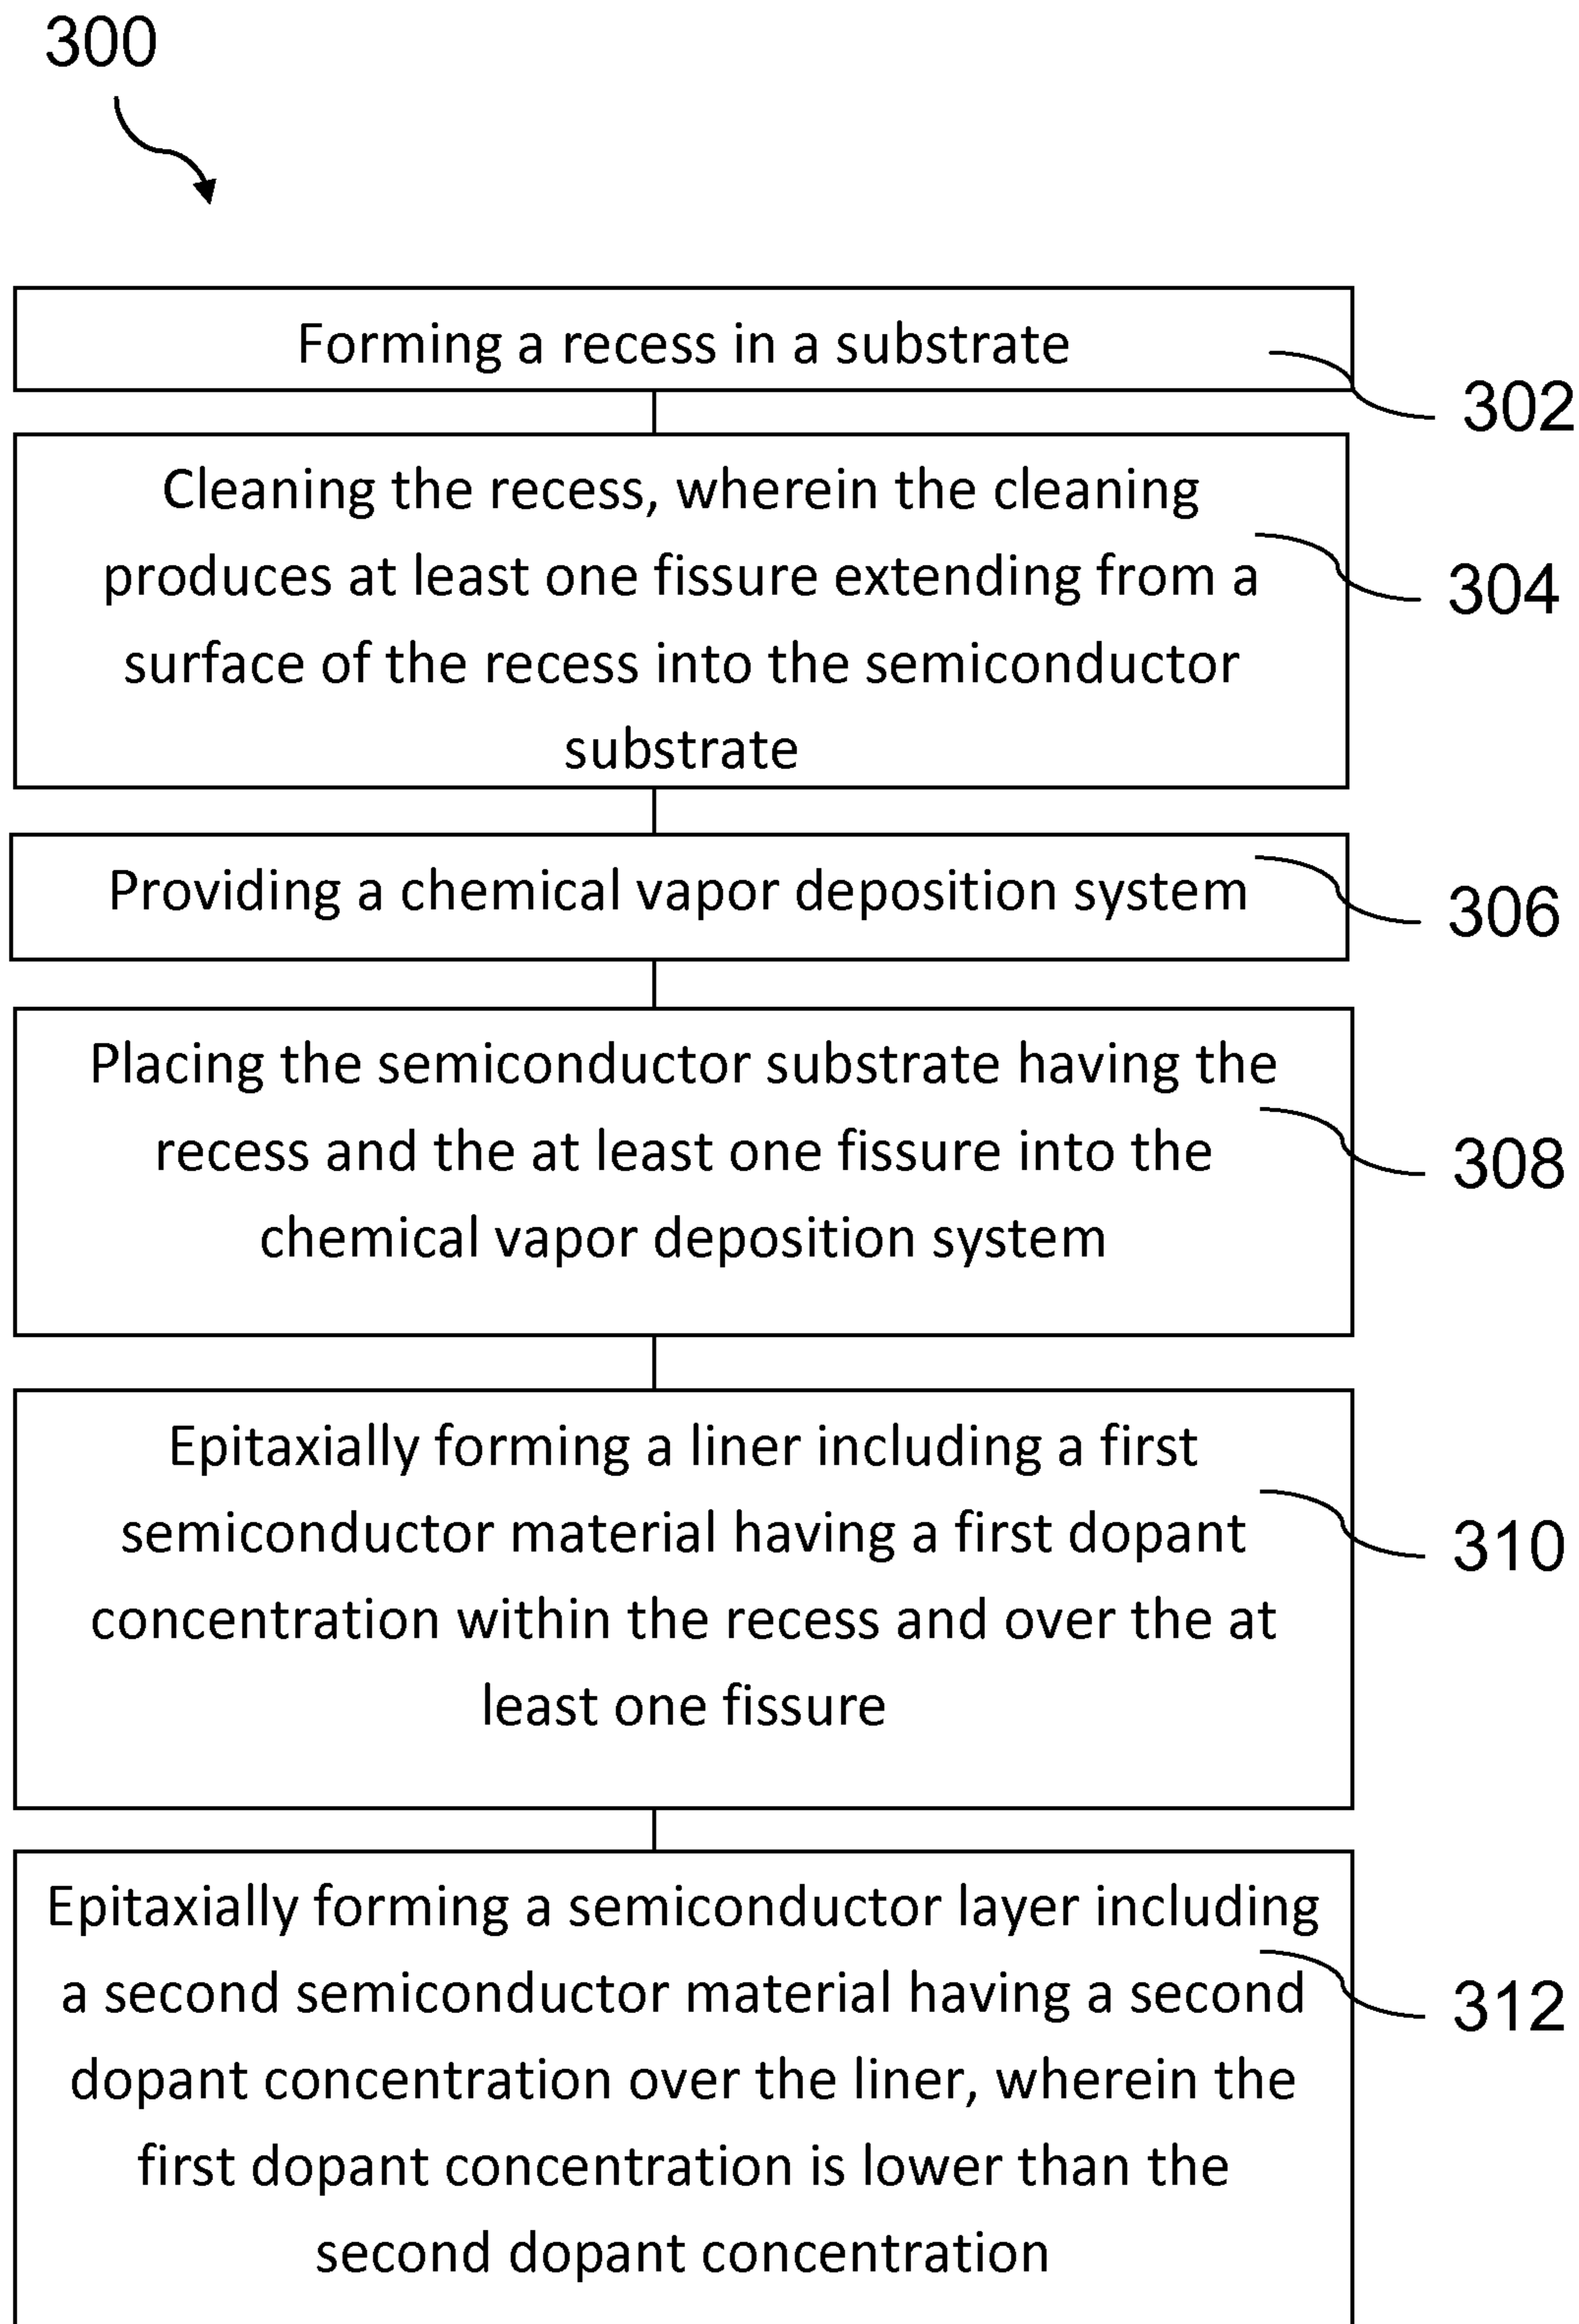 300
Forming a recess in a substrate
302
Cleaning the recess, wherein the cleaning
produces at least one fissure extending from a
surface of the recess into the semiconductor
substrate
304
Providing a chemical vapor deposition system
306
Placing the semiconductor substrate having the
recess and the at least one fissure into the
chemical vapor deposition system
308
Epitaxially forming a liner including a first
semiconductor material having a first dopant
concentration within the recess and over the at
least one fissure
310
Epitaxially forming a semiconductor layer including
a second semiconductor material having a second
dopant concentration over the liner, wherein the
first dopant concentration is lower than the
second dopant concentration
312